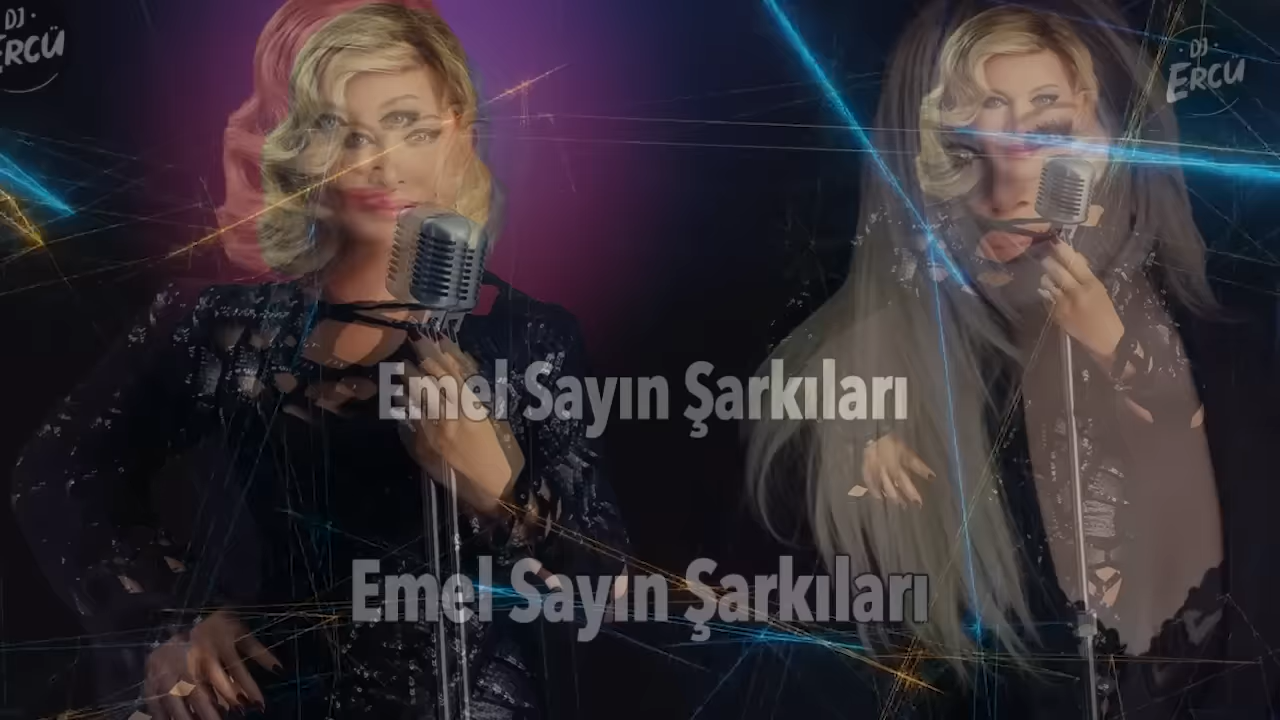 DJ
ERCÜ
DJ
ERCÜ
Emel Sayın Şarkıları
Emel Sayın Şarkıları